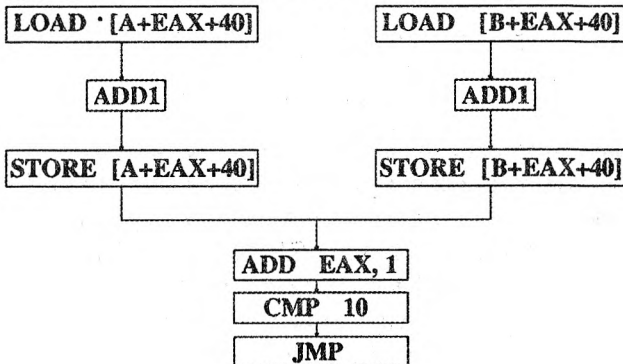 LOAD [A+EAX+40]
LOAD [B+EAX+40]
ADD1
ADD1
STORE [A+EAX+40]
STORE [B+EAX+40]
ADD EAX, 1
CMP 10
JMP